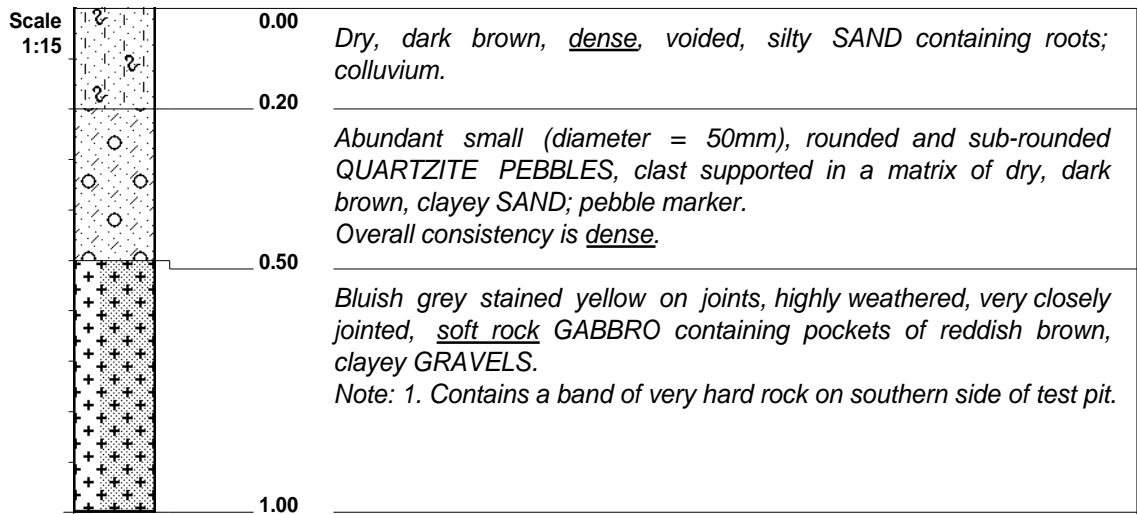 Scale
1:15
0.00
Dry, dark brown, dense, voided, silty SAND containing roots;
colluvium.
0.20
Abundant small (diameter = 50mm), rounded and sub-rounded
QUARTZITE PEBBLES, clast supported in a matrix of dry, dark
brown, clayey SAND; pebble marker.
Overall consistency is dense.
0.50
Bluish grey stained yellow on joints, highly weathered, very closely
jointed, soft rock GABBRO containing pockets of reddish brown,
clayey GRAVELS.
Note: 1. Contains a band of very hard rock on southern side of test pit.
1.00